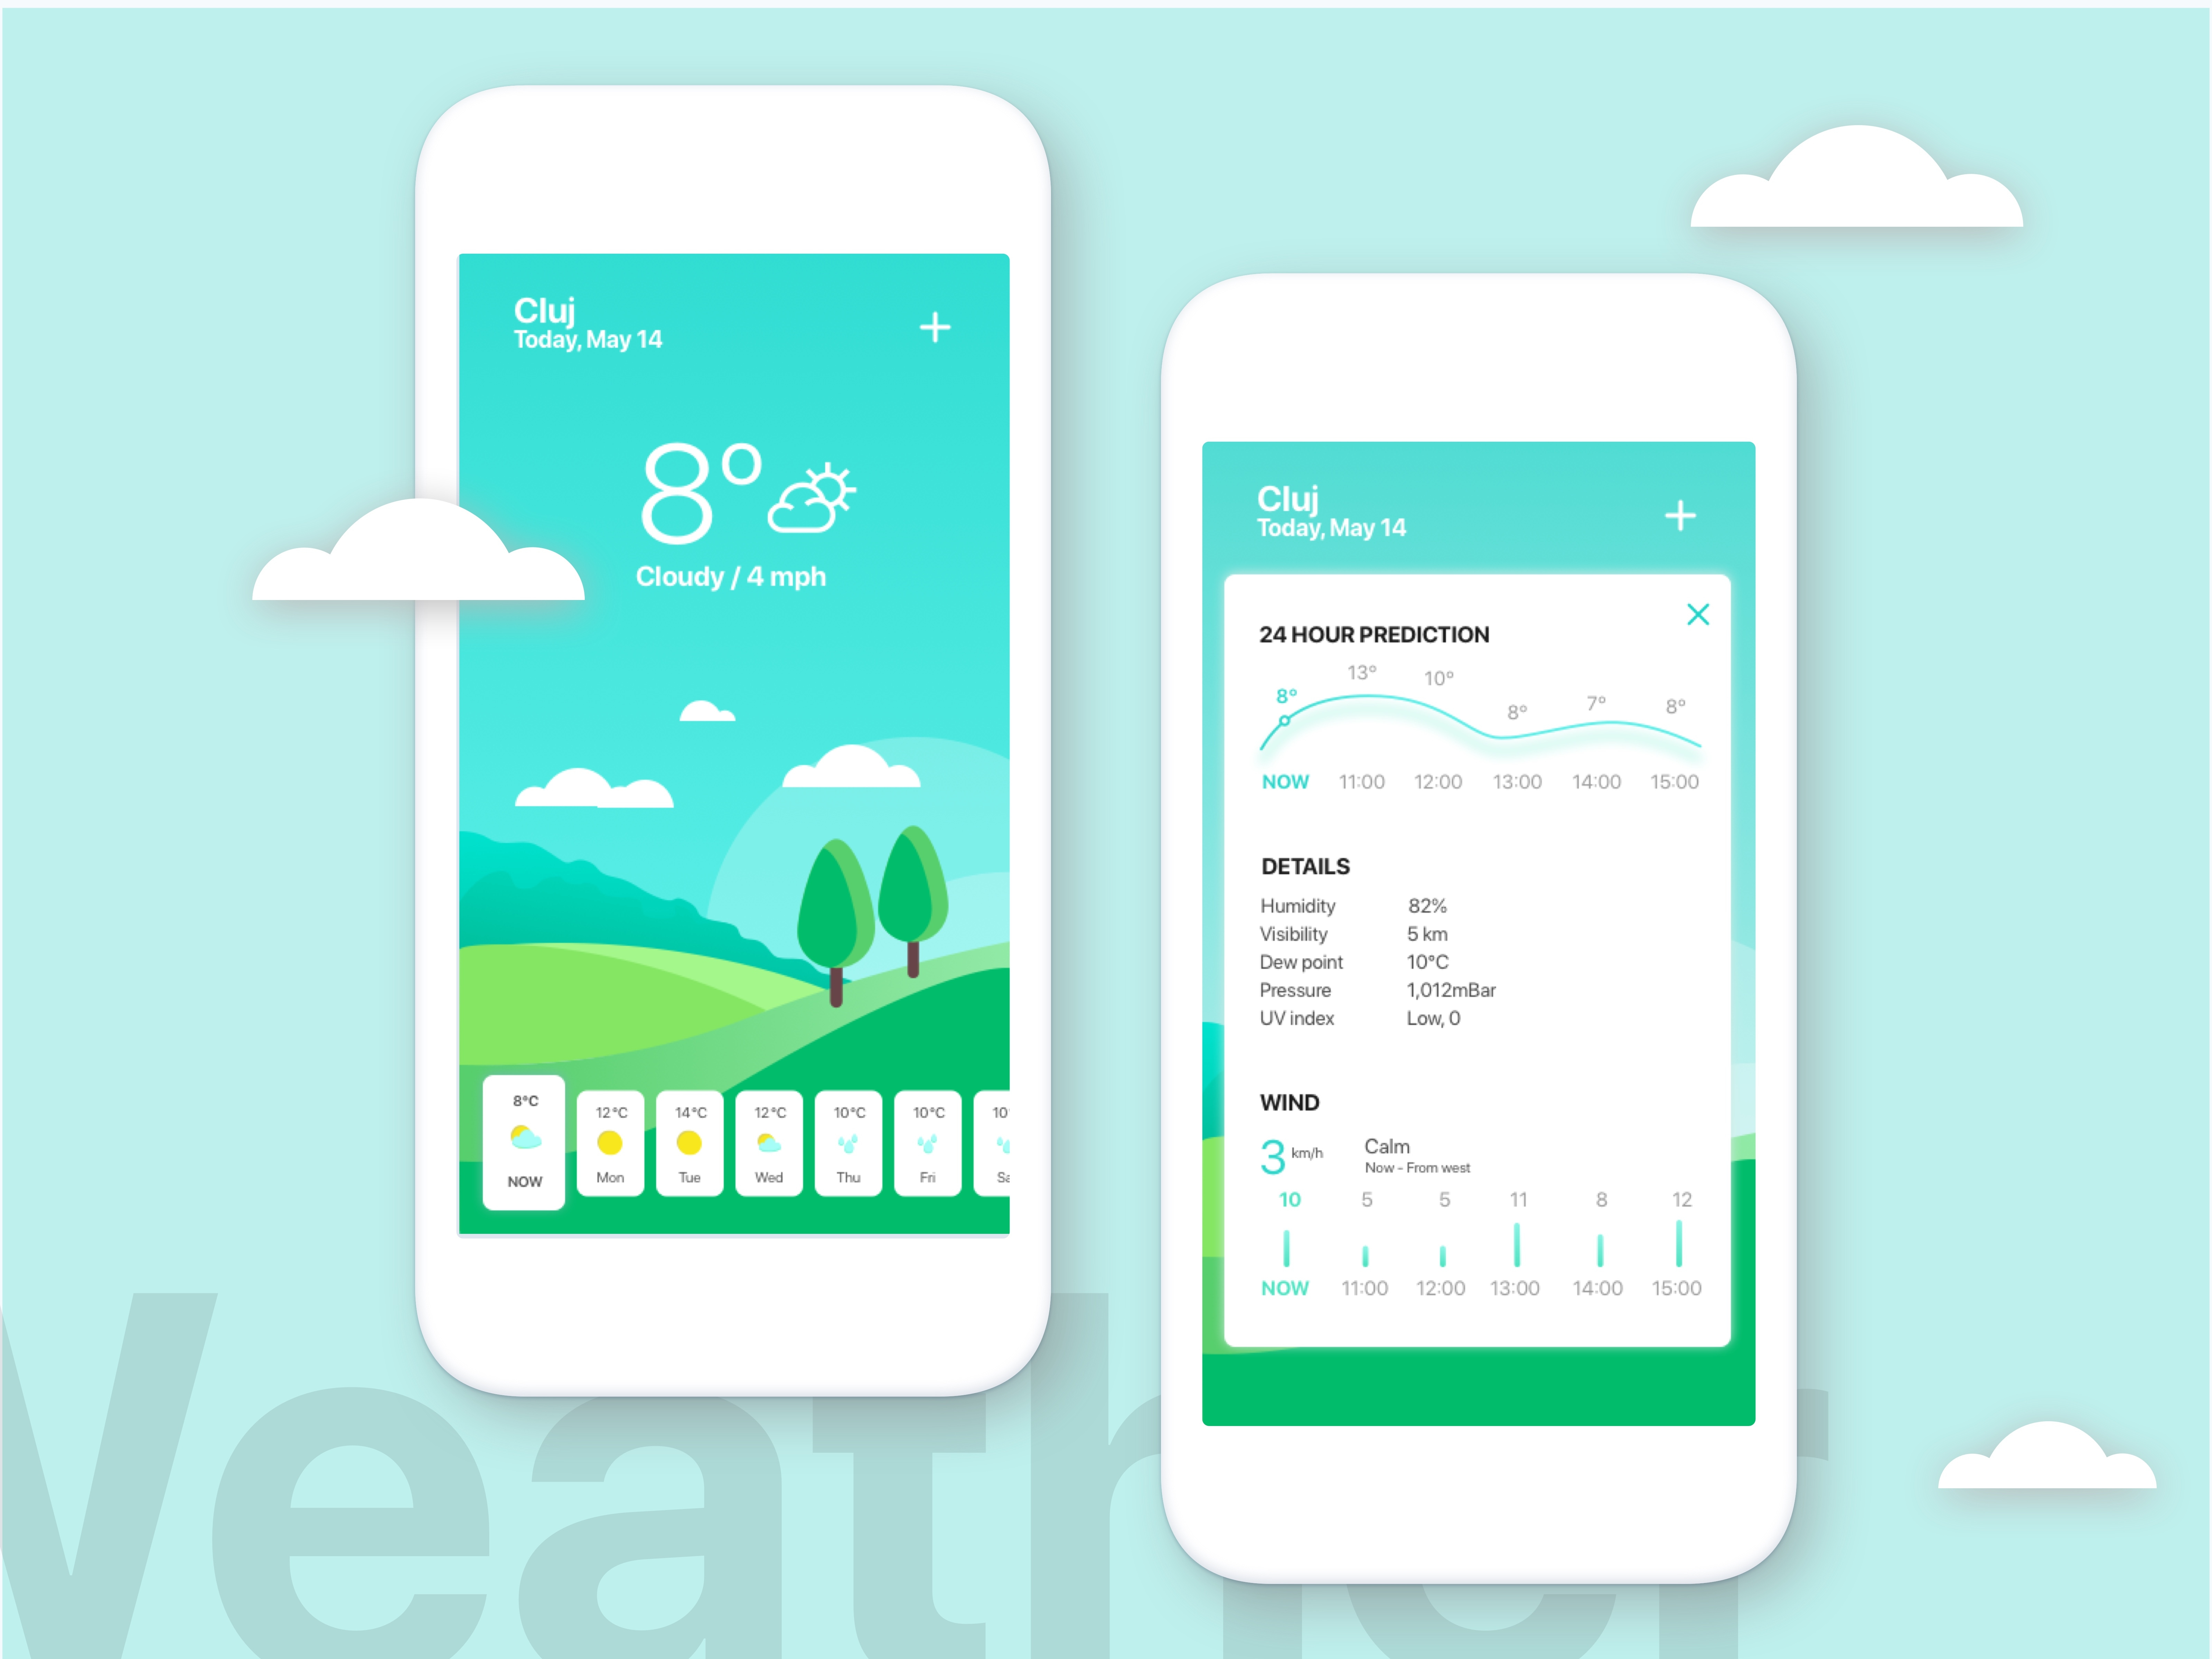 Cluj
Today, May 14
8°
Cloudy / 4 mph
8°C 12°C 14°C 12°C 10°C 10°C 10
NOW Mon Tue Wed Thu Fri Sa
Cluj
Today, May 14
24 HOUR PREDICTION
8° 13° 10° 8° 7° 8°
NOW 11:00 12:00 13:00 14:00 15:00
DETAILS
Humidity 82%
Visibility 5 km
Dew point 10°C
Pressure 1,012mBar
UV index Low, 0
WIND
3 km/h Calm
Now - From west
10 5 5 11 8 12
NOW 11:00 12:00 13:00 14:00 15:00
Weather